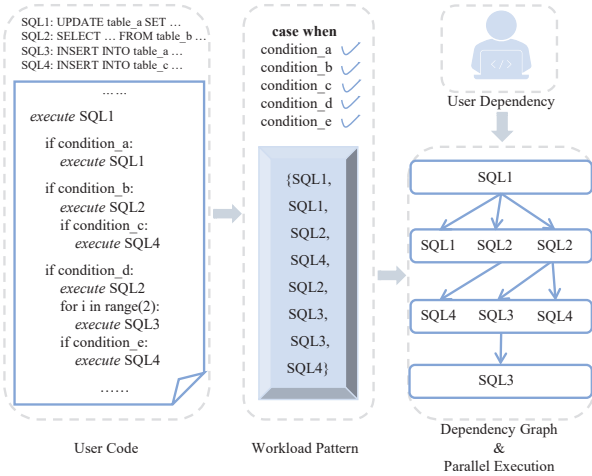 SQL1: UPDATE table_a SET ...
SQL2: SELECT ... FROM table_b ...
SQL3: INSERT INTO table_a ...
SQL4: INSERT INTO table_c ...
……
execute SQL1
if condition_a:
execute SQL1
if condition_b:
execute SQL2
if condition_c:
execute SQL4
if condition_d:
execute SQL2
for i in range(2):
execute SQL3
if condition_e:
execute SQL4
……
User Code
case when
condition_a ✓
condition_b ✓
condition_c ✓
condition_d ✓
condition_e ✓
{SQL1,
SQL1,
SQL2,
SQL4,
SQL2,
SQL3,
SQL3,
SQL4}
Workload Pattern
</>
User Dependency
SQL1
SQL1 SQL2 SQL2
SQL4 SQL3 SQL4
SQL3
Dependency Graph
&
Parallel Execution